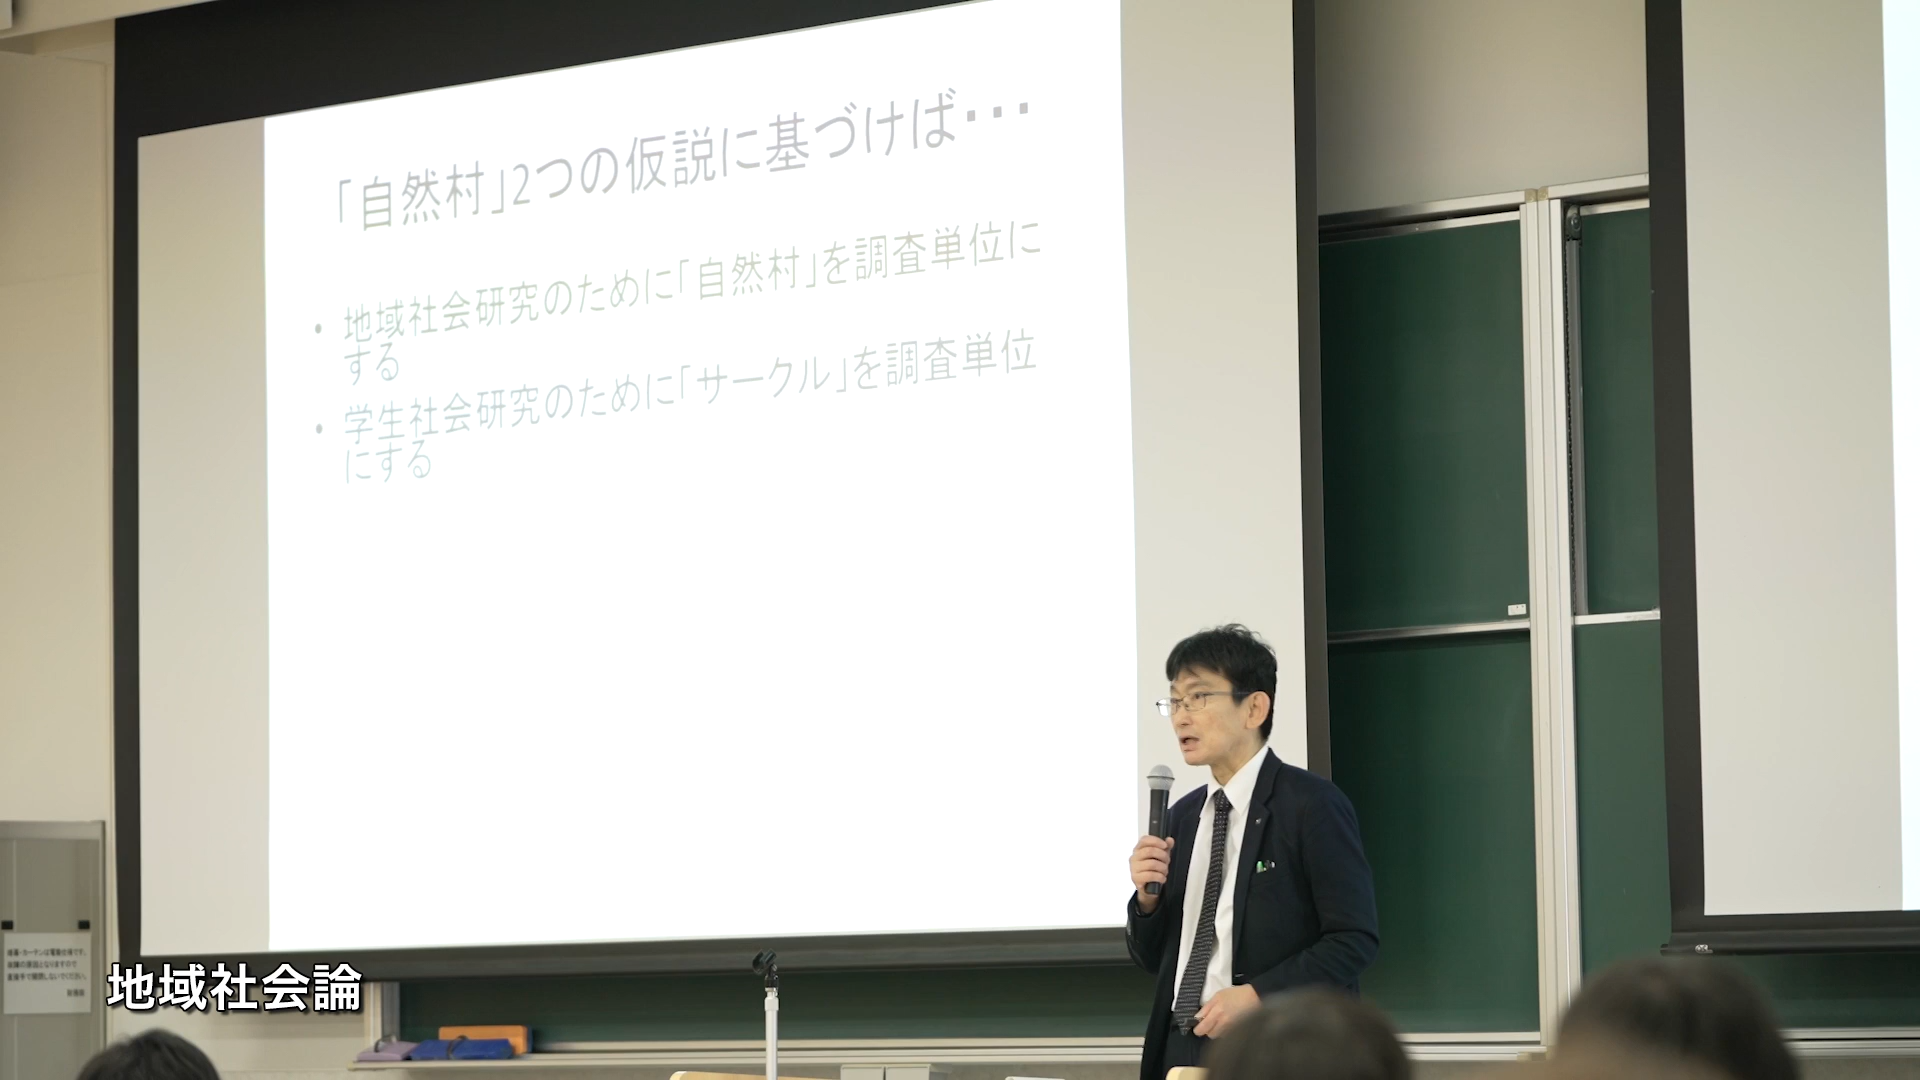 「自然村」2つの仮説に基づけば･･･
• 地域社会研究のために「自然村」を調査単位に
する
• 学生社会研究のために「サークル」を調査単位
にする
地域社会論